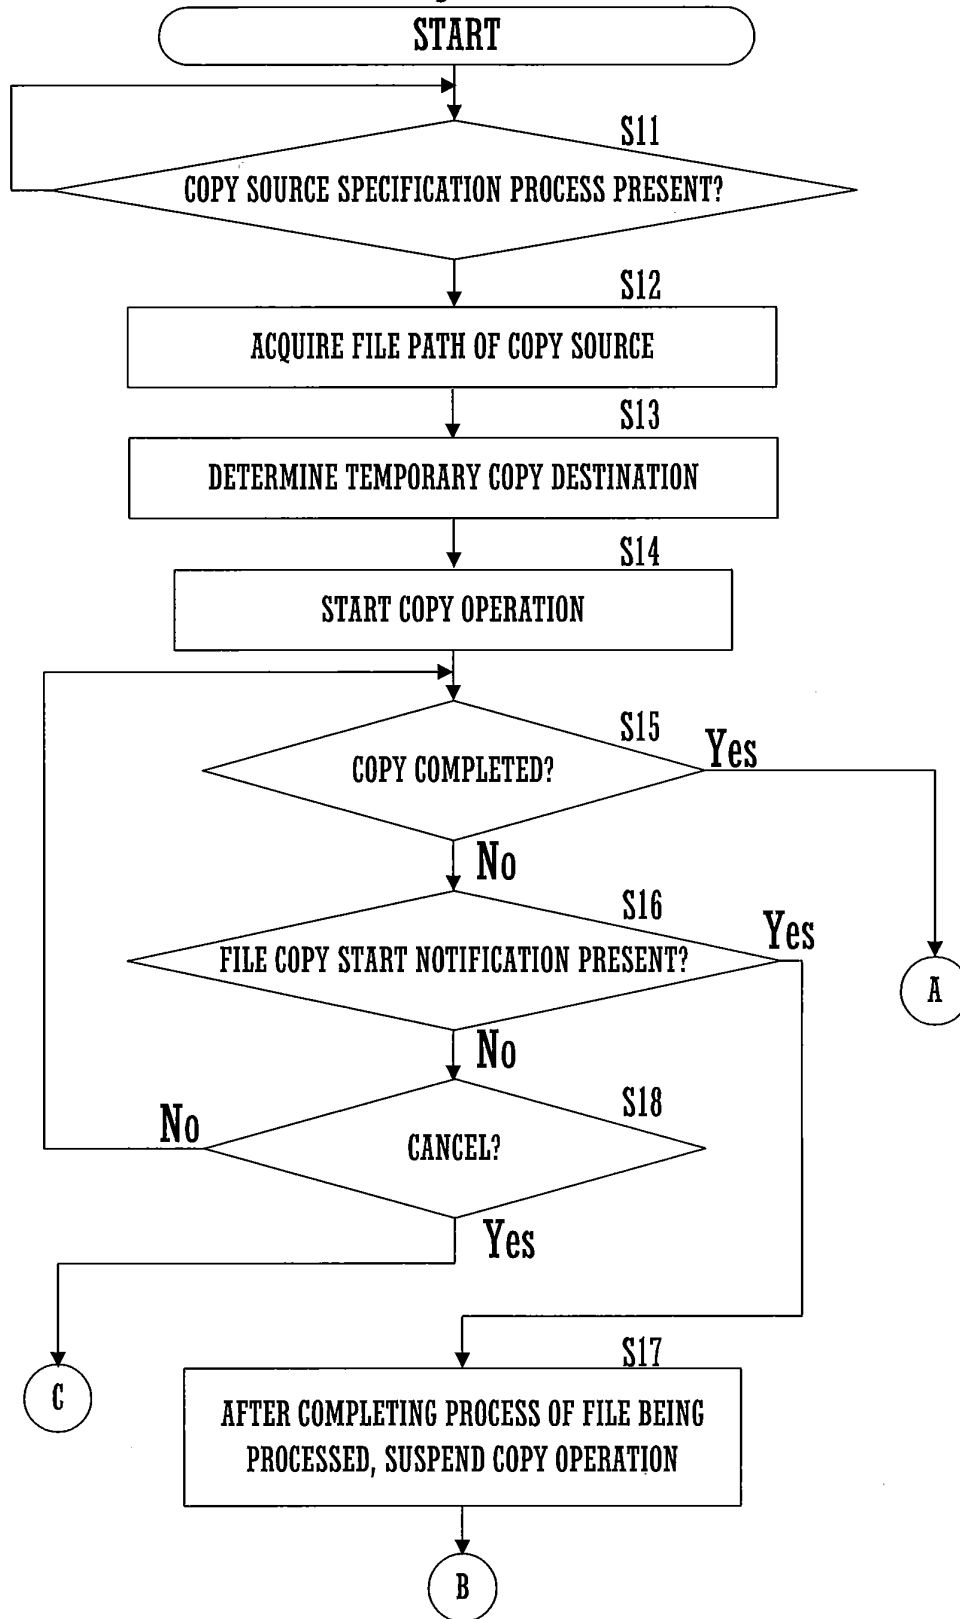 START
S11
COPY SOURCE SPECIFICATION PROCESS PRESENT?
S12
ACQUIRE FILE PATH OF COPY SOURCE
S13
DETERMINE TEMPORARY COPY DESTINATION
S14
START COPY OPERATION
S15
COPY COMPLETED?
Yes
No
S16
FILE COPY START NOTIFICATION PRESENT?
Yes
A
No
S18
No
CANCEL?
Yes
S17
C
AFTER COMPLETING PROCESS OF FILE BEING
PROCESSED, SUSPEND COPY OPERATION
B